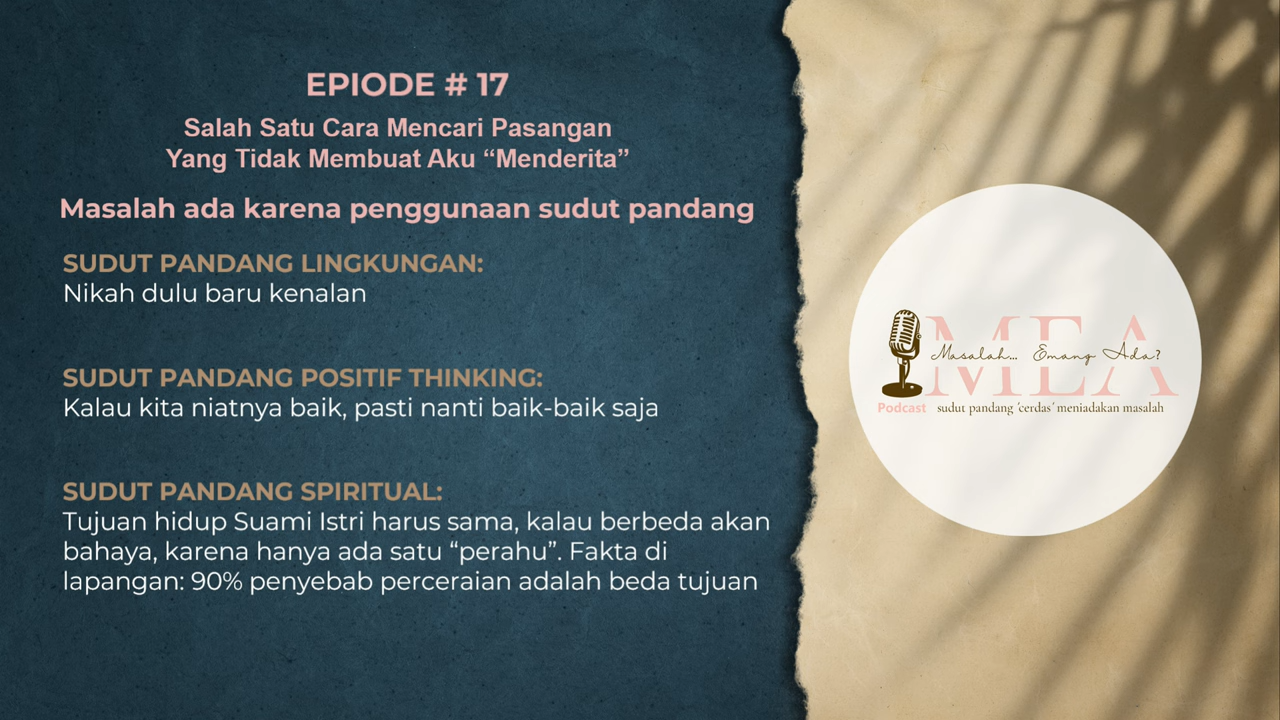 EPIODE # 17
Salah Satu Cara Mencari Pasangan
Yang Tidak Membuat Aku “Menderita”
Masalah ada karena penggunaan sudut pandang
SUDUT PANDANG LINGKUNGAN:
Nikah dulu baru kenalan
SUDUT PANDANG POSITIF THINKING:
Kalau kita niatnya baik, pasti nanti baik-baik saja
SUDUT PANDANG SPIRITUAL:
Tujuan hidup Suami Istri harus sama, kalau berbeda akan
bahaya, karena hanya ada satu “perahu”. Fakta di
lapangan: 90% penyebab perceraian adalah beda tujuan
MEA
Masalah... Emang Ada?
Podcast sudut pandang 'cerdas' meniadakan masalah